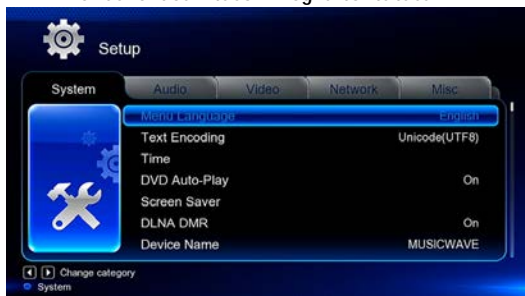 Setup
System Audio Video Network Misc
Menu Language English
Text Encoding Unicode(UTF8)
Time
DVD Auto-Play On
Screen Saver
DLNA DMR On
Device Name MUSICWAVE
Change category
System